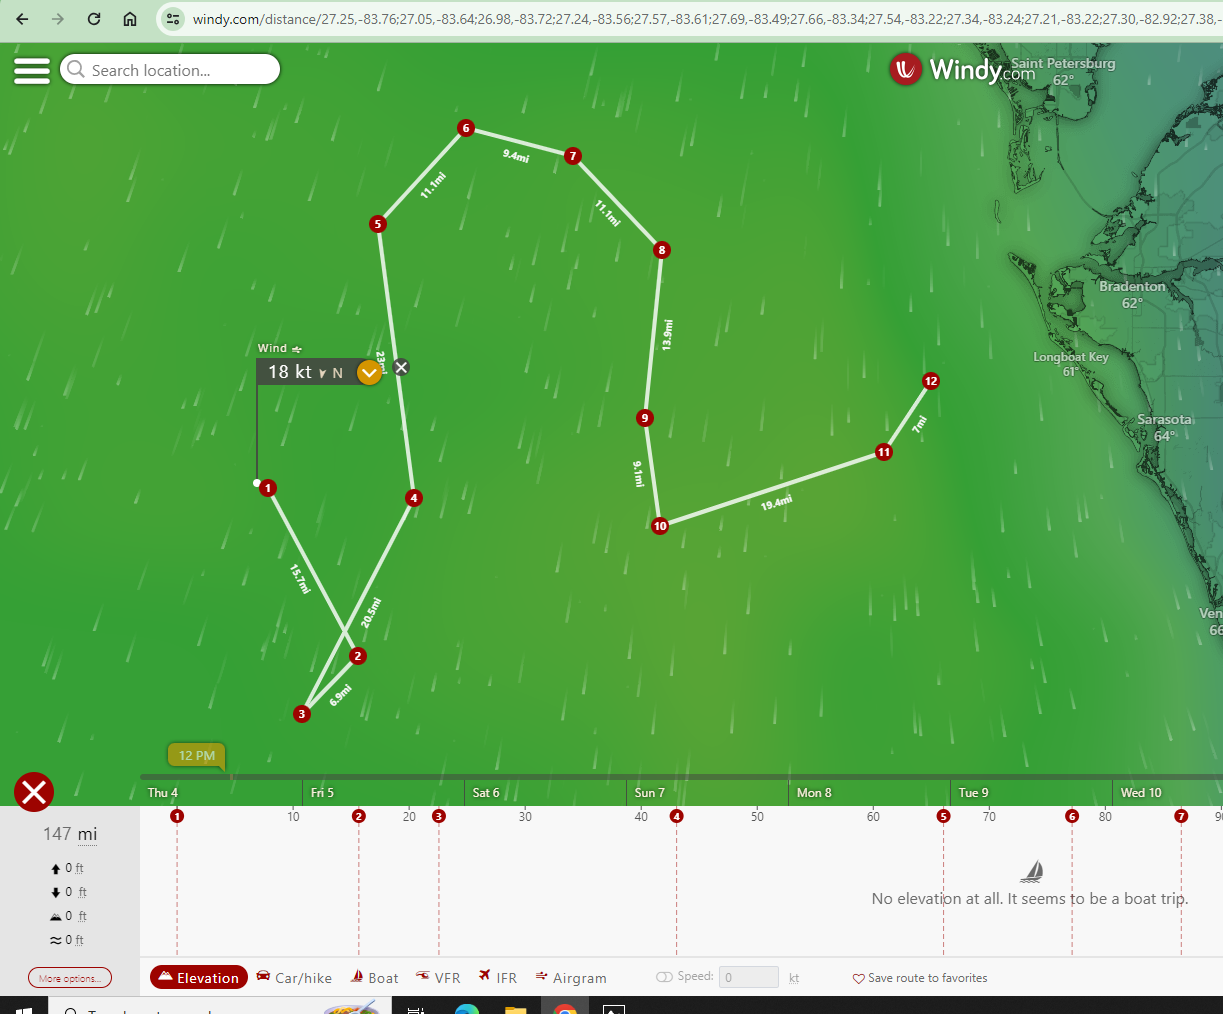 windy.com/distance/27.25,-83.76;27.05,-83.64;26.98,-83.72;27.24,-83.56;27.57,-83.61;27.69,-83.49;27.66,-83.34;27.54,-83.22;27.34,-83.24;27.21,-83.22;27.30,-82.92;27.38,-
Search location...
Windy.com
Saint Petersburg
62°
6
9.4mi
7
11.1mi
11.1mi
5
8
Bradenton
62°
13.9mi
Wind
23mi
18 kt N
Longboat Key
61°
12
9
7mi
Sarasota
64°
11
9.1mi
1
4
19.4mi
10
15.7mi
20.5mi
Ven
66
2
6.9mi
3
12 PM
Thu 4 Fri 5 Sat 6 Sun 7 Mon 8 Tue 9 Wed 10
1 10 2 20 3 30 40 4 50 60 5 70 6 80 7
147 mi
0 ft
0 ft
0 ft
0 ft
No elevation at all. It seems to be a boat trip.
More options...
Elevation Car/hike Boat VFR IFR Airgram Speed: 0 kt Save route to favorites